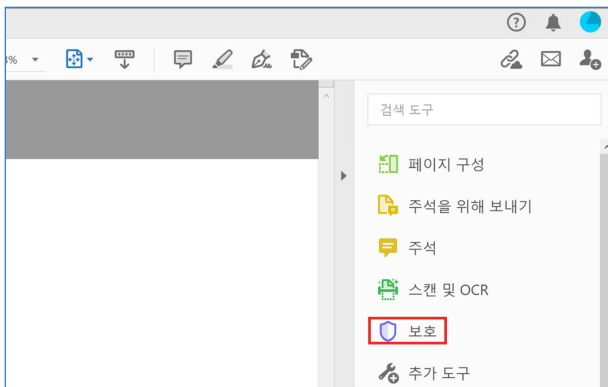 %
검색 도구
페이지 구성
주석을 위해 보내기
주석
스캔 및 OCR
보호
추가 도구